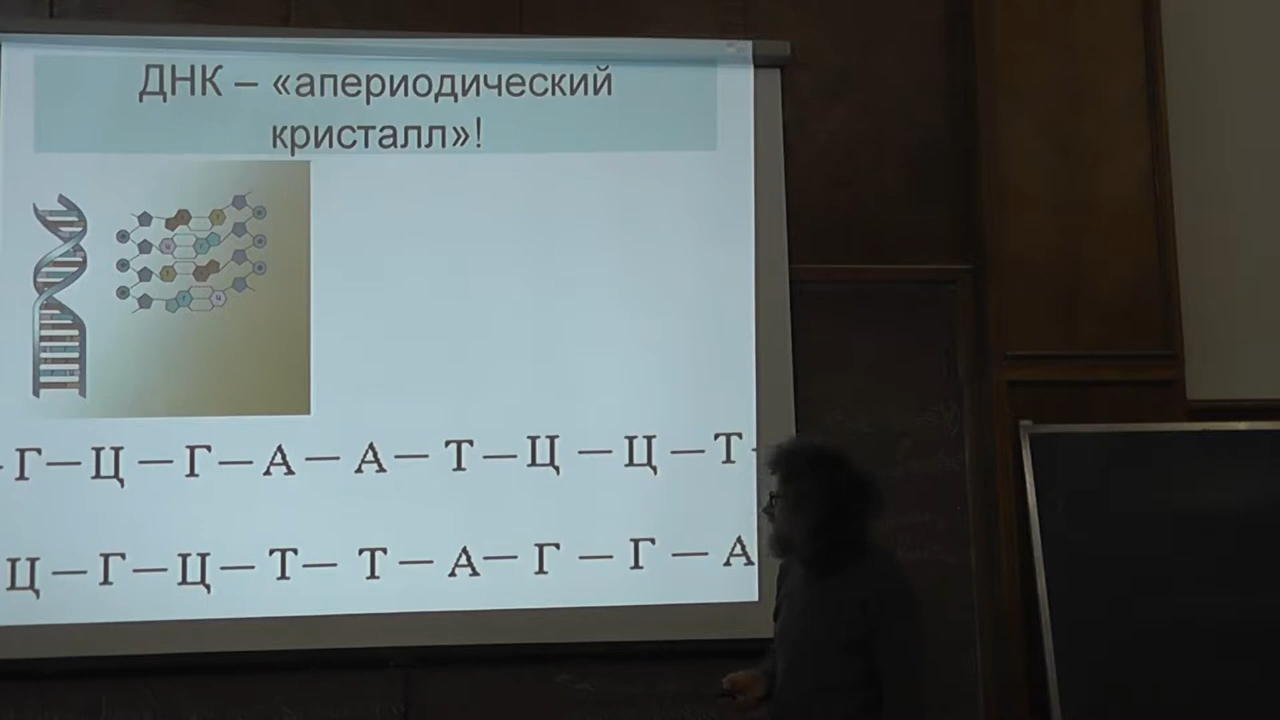 ДНК – «апериодический
кристалл»!
-Г—Ц—Г—А—А—Т—Ц—Ц—Т-
Ц—Г—Ц—Т—Т—А—Г—Г—А